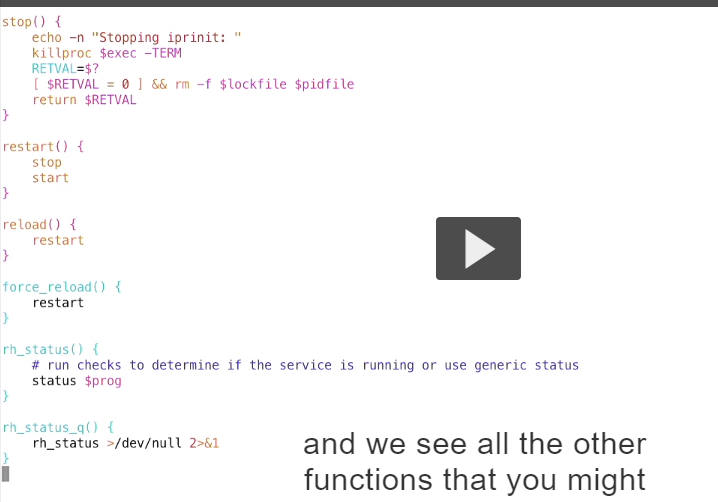 stop() {
    echo -n "Stopping iprinit: "
    killproc $exec -TERM
    RETVAL=$?
    [ $RETVAL = 0 ] && rm -f $lockfile $pidfile
    return $RETVAL
}
restart() {
    stop
    start
}
reload() {
    restart
}
force_reload() {
    restart
}
rh_status() {
    # run checks to determine if the service is running or use generic status
    status $prog
}
rh_status_q() {
    rh_status >/dev/null 2>&1
}
and we see all the other
functions that you might